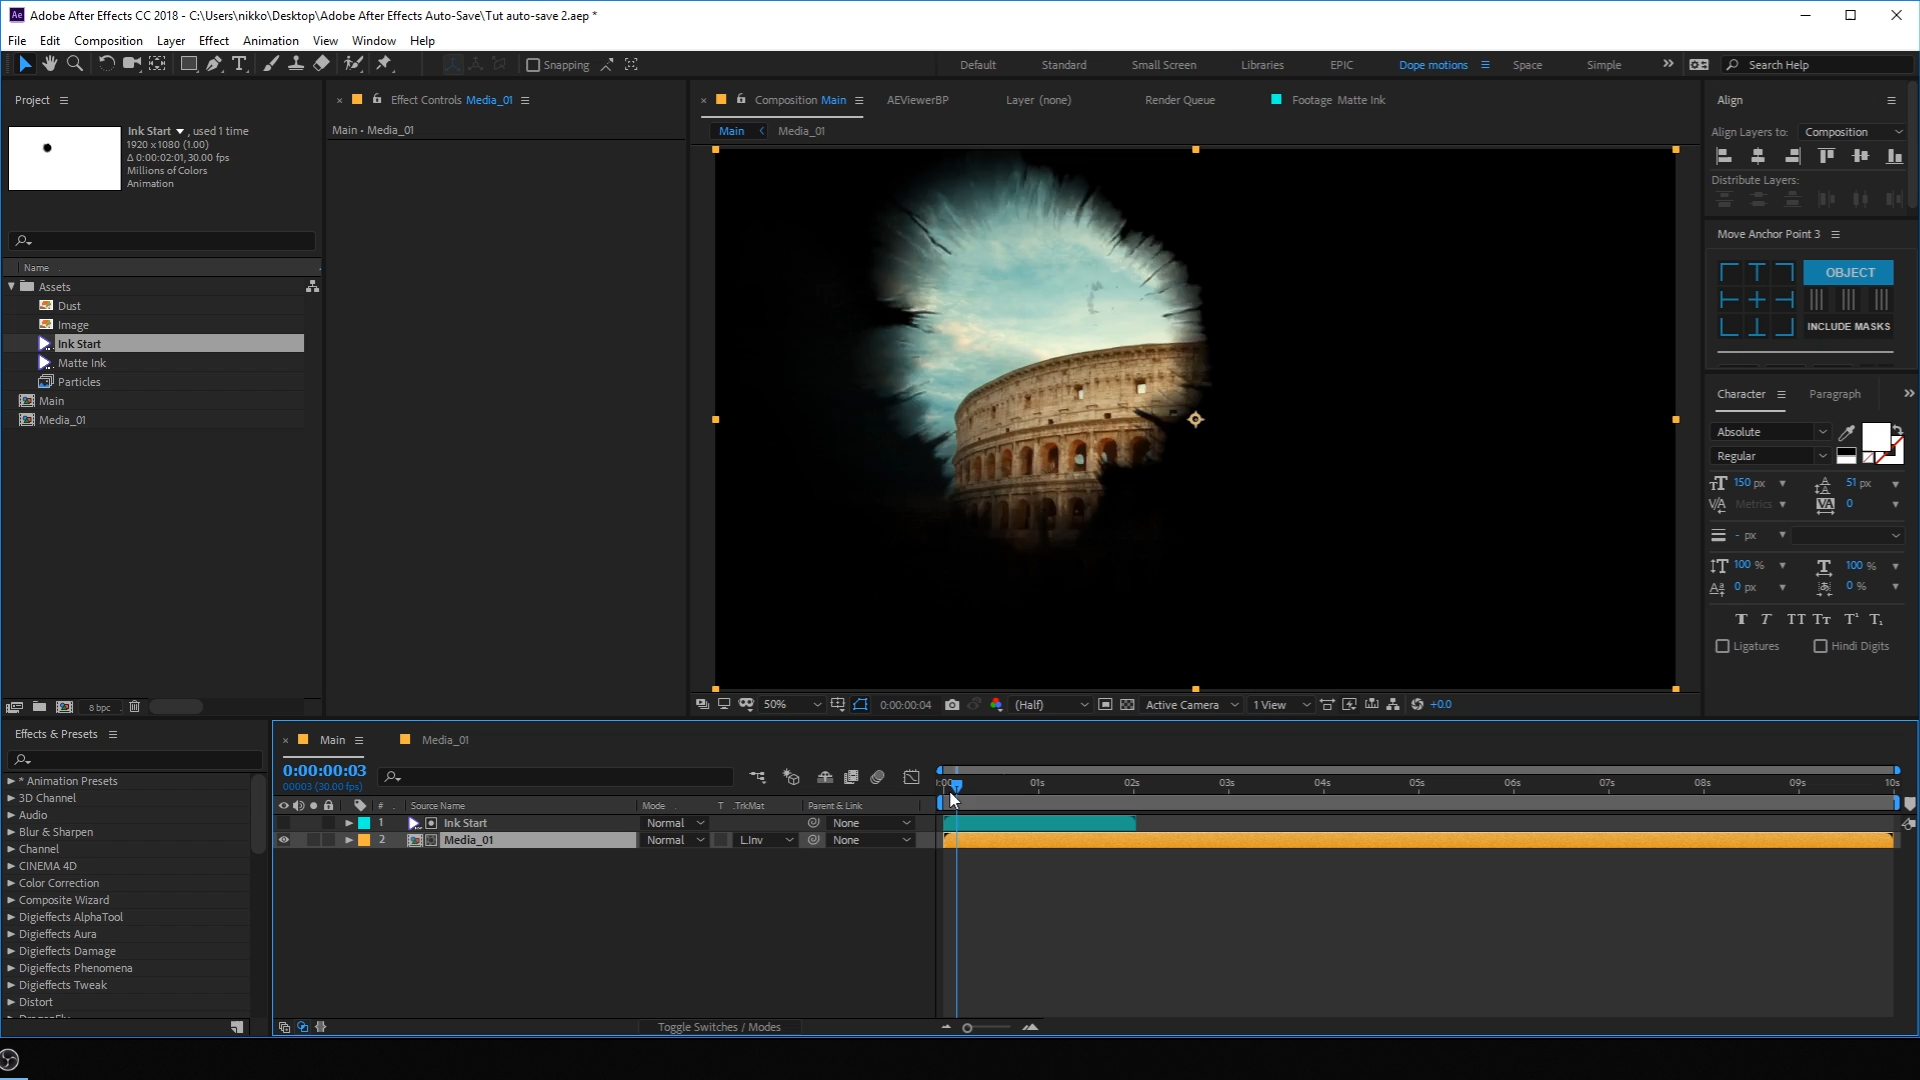 Adobe After Effects CC 2018 - C:\Users\nikko\Desktop\Adobe After Effects Auto-Save\Tut auto-save 2.aep *
File Edit Composition Layer Effect Animation View Window Help
Snapping
Default Standard Small Screen Libraries EPIC Dope motions Space Simple
Search Help
Project
Ink Start , used 1 time
1920 x 1080 (1.00)
Δ 0:00:02:01, 30.00 fps
Millions of Colors
Animation
Name
Assets
Dust
Image
Ink Start
Matte Ink
Particles
Main
Media_01
8 bpc
Effect Controls Media_01
Main • Media_01
Composition Main AEViewerBP Layer (none) Render Queue Footage Matte Ink
Main Media_01
50% 0:00:00:04 (Half) Active Camera 1 View +0.0
Align
Align Layers to: Composition
Distribute Layers:
Move Anchor Point 3
OBJECT
INCLUDE MASKS
Character Paragraph
Absolute
Regular
150 px 51 px
Metrics 0
- px
100 % 100 %
0 px 0 %
Ligatures Hindi Digits
Effects & Presets
* Animation Presets
3D Channel
Audio
Blur & Sharpen
Channel
CINEMA 4D
Color Correction
Composite Wizard
Digieffects AlphaTool
Digieffects Aura
Digieffects Damage
Digieffects Phenomena
Digieffects Tweak
Distort
Main Media_01
0:00:00:03
00003 (30.00 fps)
01s 02s 03s 04s 05s 06s 07s 08s 09s 10s
# Source Name Mode T .TrkMat Parent & Link
1 Ink Start Normal None
2 Media_01 Normal L.Inv None
Toggle Switches / Modes